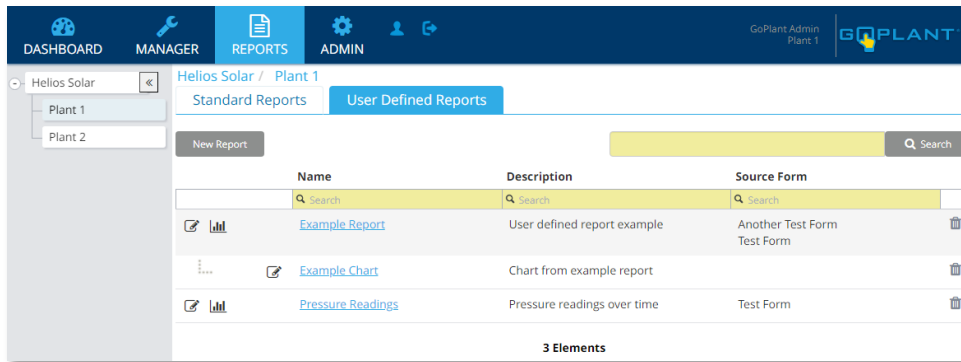 DASHBOARD MANAGER REPORTS ADMIN
GoPlant Admin
Plant 1
GOPLANT
Helios Solar
Plant 1
Plant 2
Helios Solar / Plant 1
Standard Reports User Defined Reports
New Report Search
Name Description Source Form
Search Search Search
Example Report User defined report example Another Test Form
Test Form
Example Chart Chart from example report
Pressure Readings Pressure readings over time Test Form
3 Elements